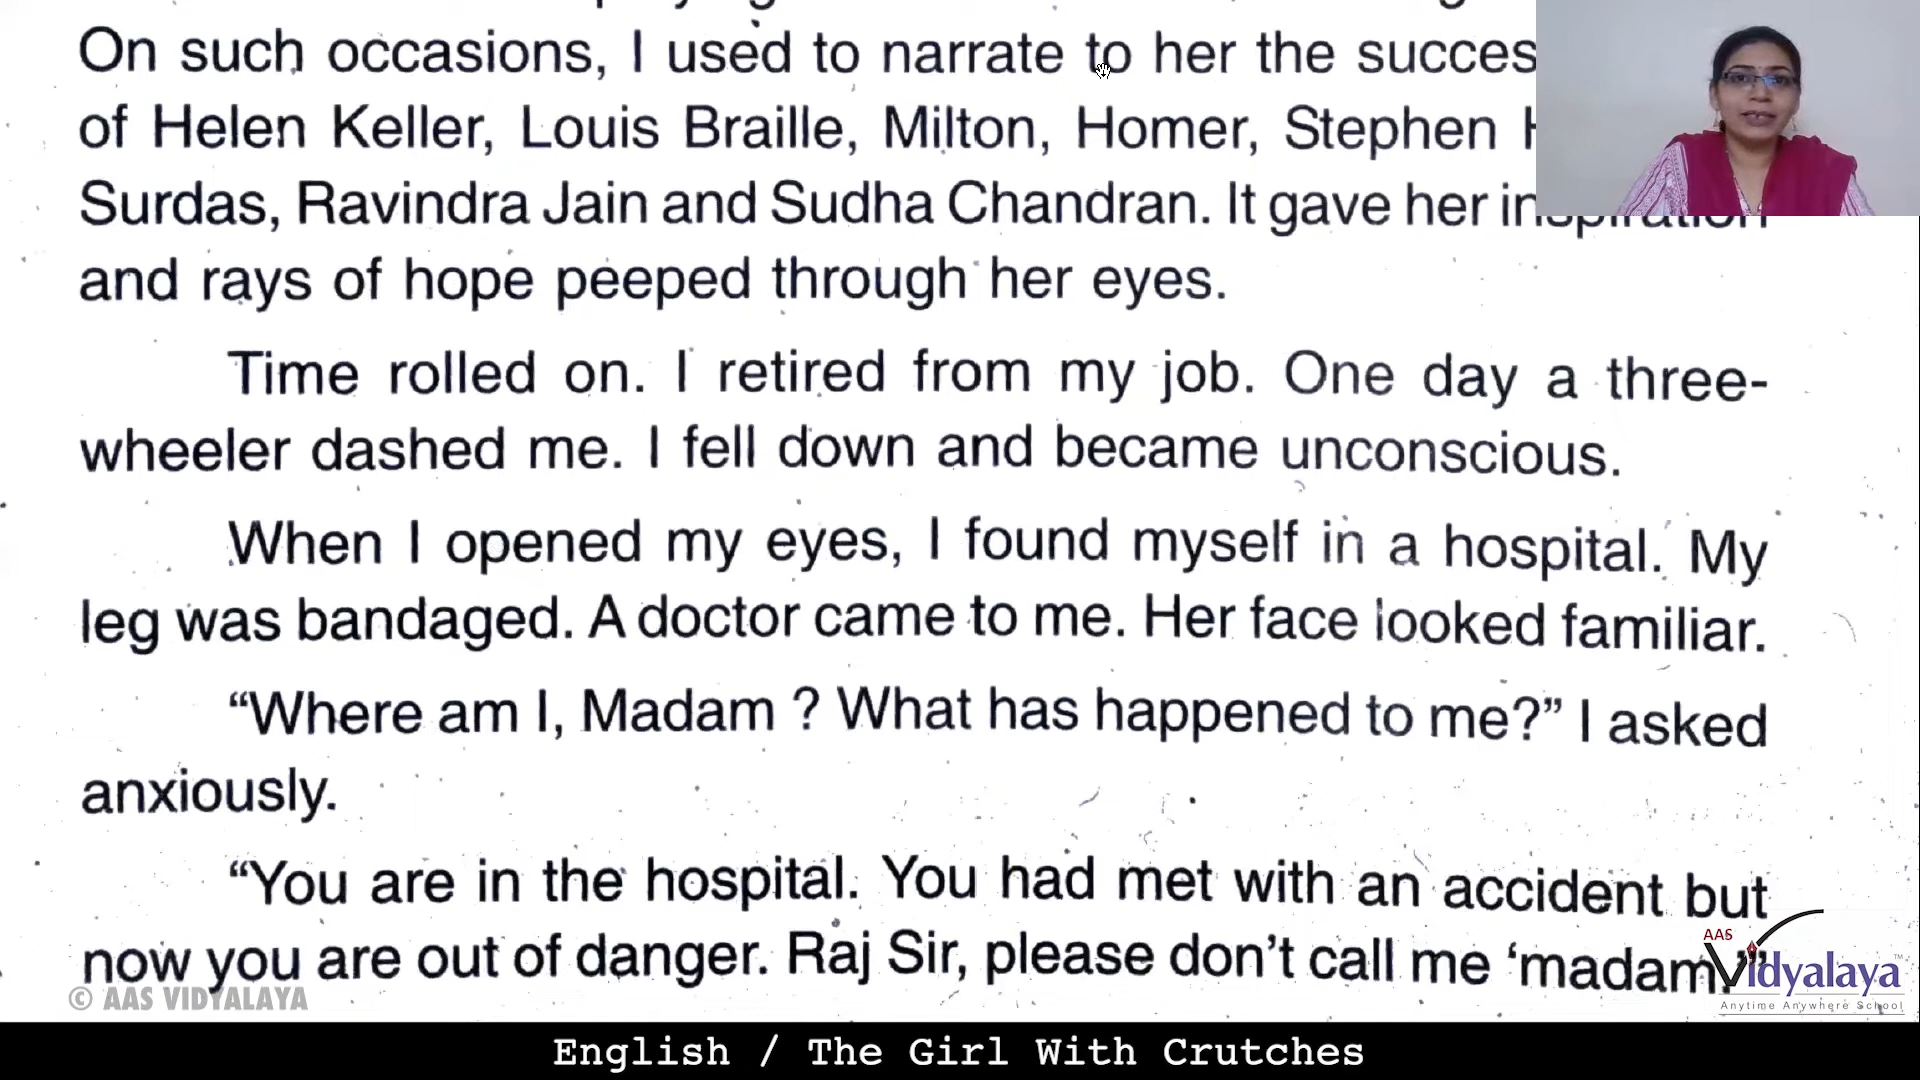 On such occasions, I used to narrate to her the succes
of Helen Keller, Louis Braille, Milton, Homer, Stephen
Surdas, Ravindra Jain and Sudha Chandran. It gave her inspiration
and rays of hope peeped through her eyes.
Time rolled on. I retired from my job. One day a three-
wheeler dashed me. I fell down and became unconscious.
When I opened my eyes, I found myself in a hospital. My
leg was bandaged. A doctor came to me. Her face looked familiar.
“Where am I, Madam ? What has happened to me?” I asked
anxiously.
“You are in the hospital. You had met with an accident but
now you are out of danger. Raj Sir, please don’t call me ‘madam.’”
AAS
Vidyalaya
TM
Anytime Anywhere School
© AAS VIDYALAYA
English / The Girl With Crutches